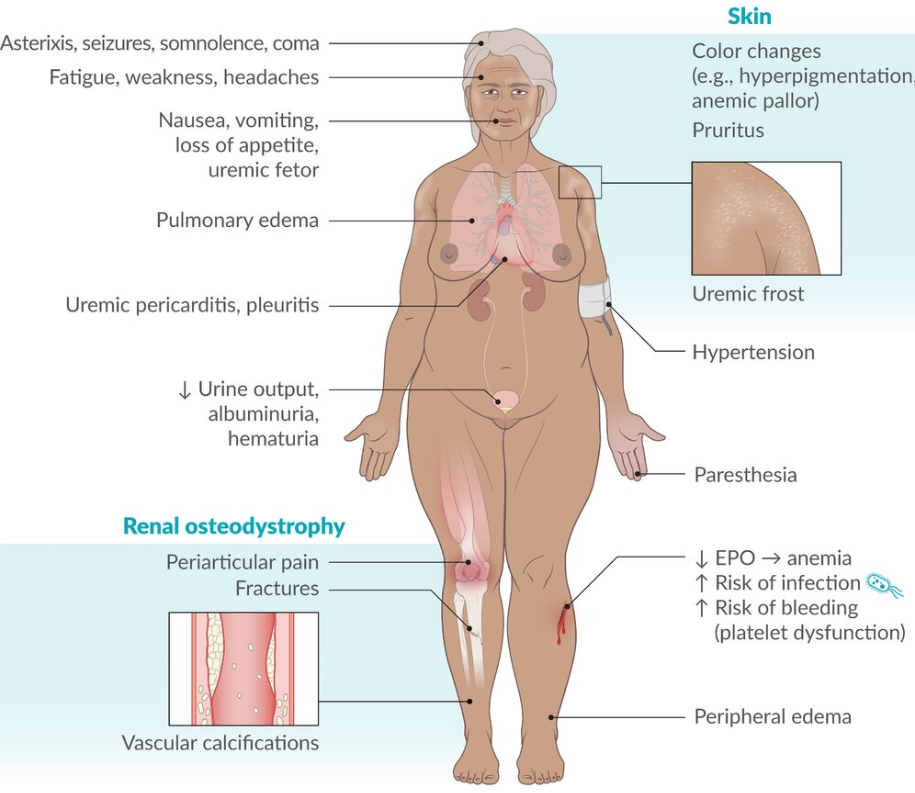 Skin
Asterixis, seizures, somnolence, coma
Fatigue, weakness, headaches
Nausea, vomiting,
loss of appetite,
uremic fetor
Pulmonary edema
Uremic pericarditis, pleuritis
↓ Urine output,
albuminuria,
hematuria
Color changes
(e.g., hyperpigmentation,
anemic pallor)
Pruritus
Uremic frost
Hypertension
Paresthesia
Renal osteodystrophy
Periarticular pain
Fractures
Vascular calcifications
↓ EPO → anemia
↑ Risk of infection
↑ Risk of bleeding
(platelet dysfunction)
Peripheral edema